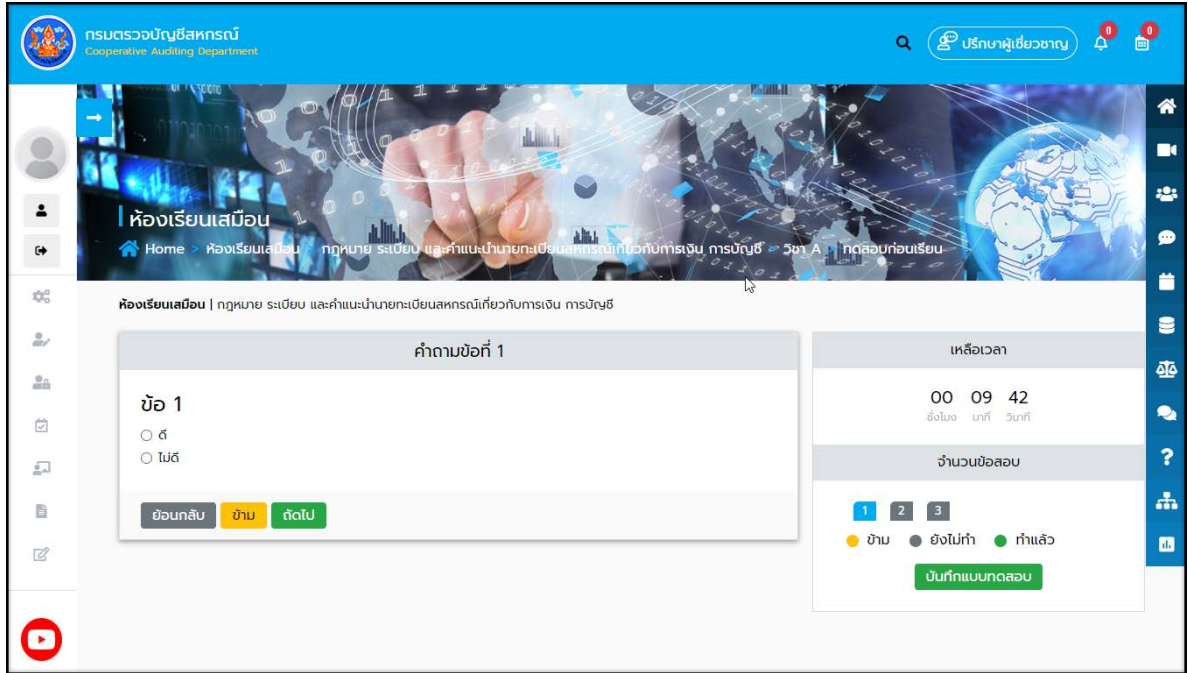 กรมตรวจบัญชีสหกรณ์
Cooperative Auditing Department
ปรึกษาผู้เชี่ยวชาญ
0
0
ห้องเรียนเสมือน
Home > ห้องเรียนเสมือน > กฎหมาย ระเบียบ และคำแนะนำนายทะเบียนสหกรณ์เกี่ยวกับการเงิน การบัญชี > วิชา A > ทดสอบก่อนเรียน
ห้องเรียนเสมือน | กฎหมาย ระเบียบ และคำแนะนำนายทะเบียนสหกรณ์เกี่ยวกับการเงิน การบัญชี
คำถามข้อที่ 1
ข้อ 1
ดี
ไม่ดี
ย้อนกลับ ข้าม ถัดไป
เหลือเวลา
00 09 42
ชั่วโมง นาที วินาที
จำนวนข้อสอบ
1 2 3
ข้าม ยังไม่ทำ ทำแล้ว
บันทึกแบบทดสอบ